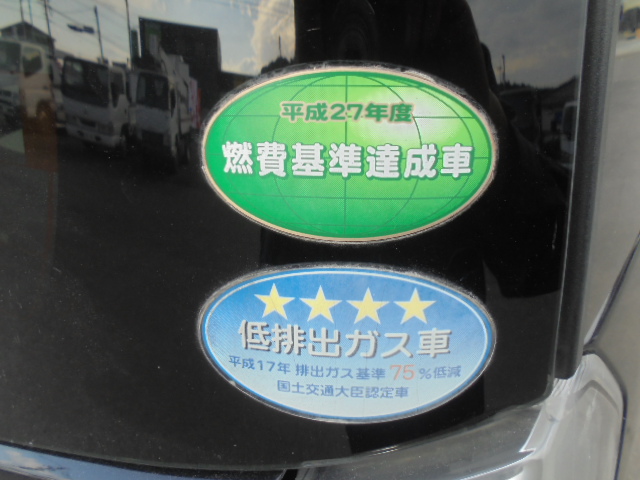 平成27年度
燃費基準達成車
低排出ガス車
平成17年 排出ガス基準 75%低減
国土交通大臣認定車